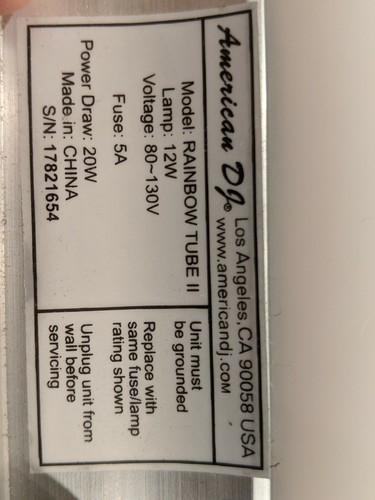 American DJ® Los Angeles, CA 90058 USA
www.americandj.com
Model: RAINBOW TUBE II
Lamp: 12W
Voltage: 80~130V
Fuse: 5A
Power Draw: 20W
Made in: CHINA
S/N: 17821654
Unit must
be grounded
Replace with
same fuse/lamp
rating shown
Unplug unit from
wall before
servicing